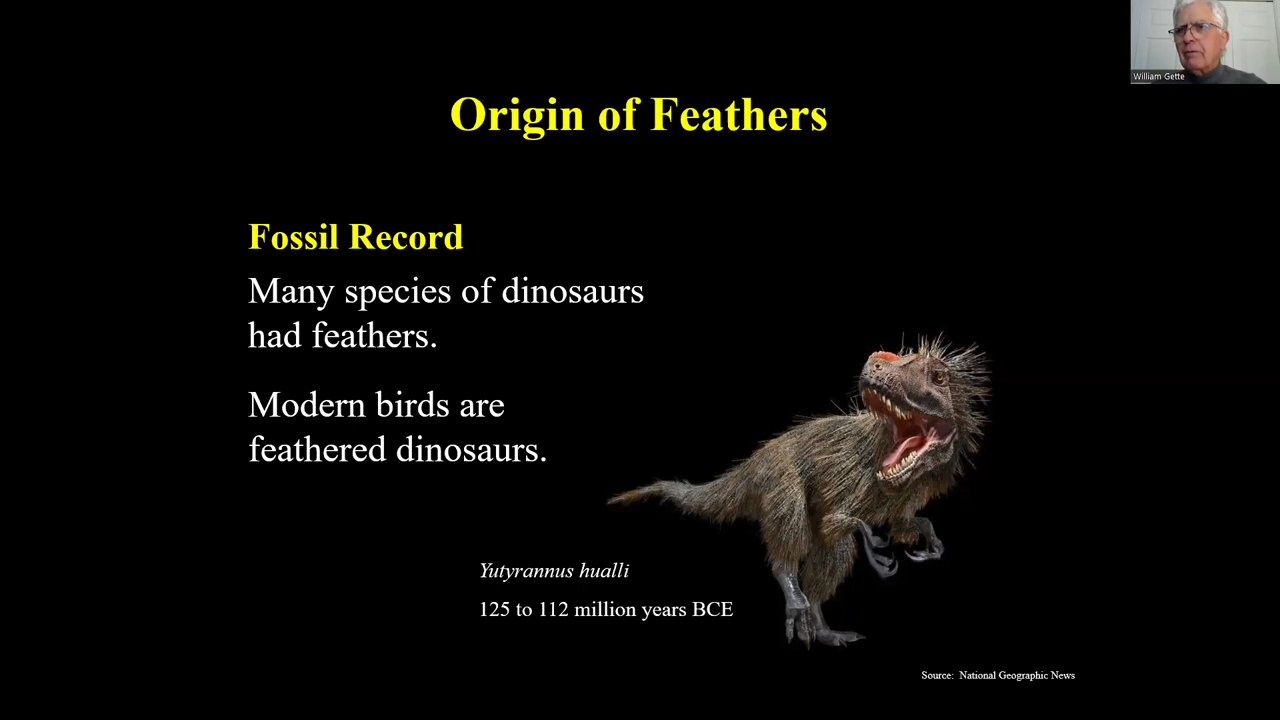 William Gette
Origin of Feathers
Fossil Record
Many species of dinosaurs
had feathers.
Modern birds are
feathered dinosaurs.
Yutyrannus hualli
125 to 112 million years BCE
Source:  National Geographic News